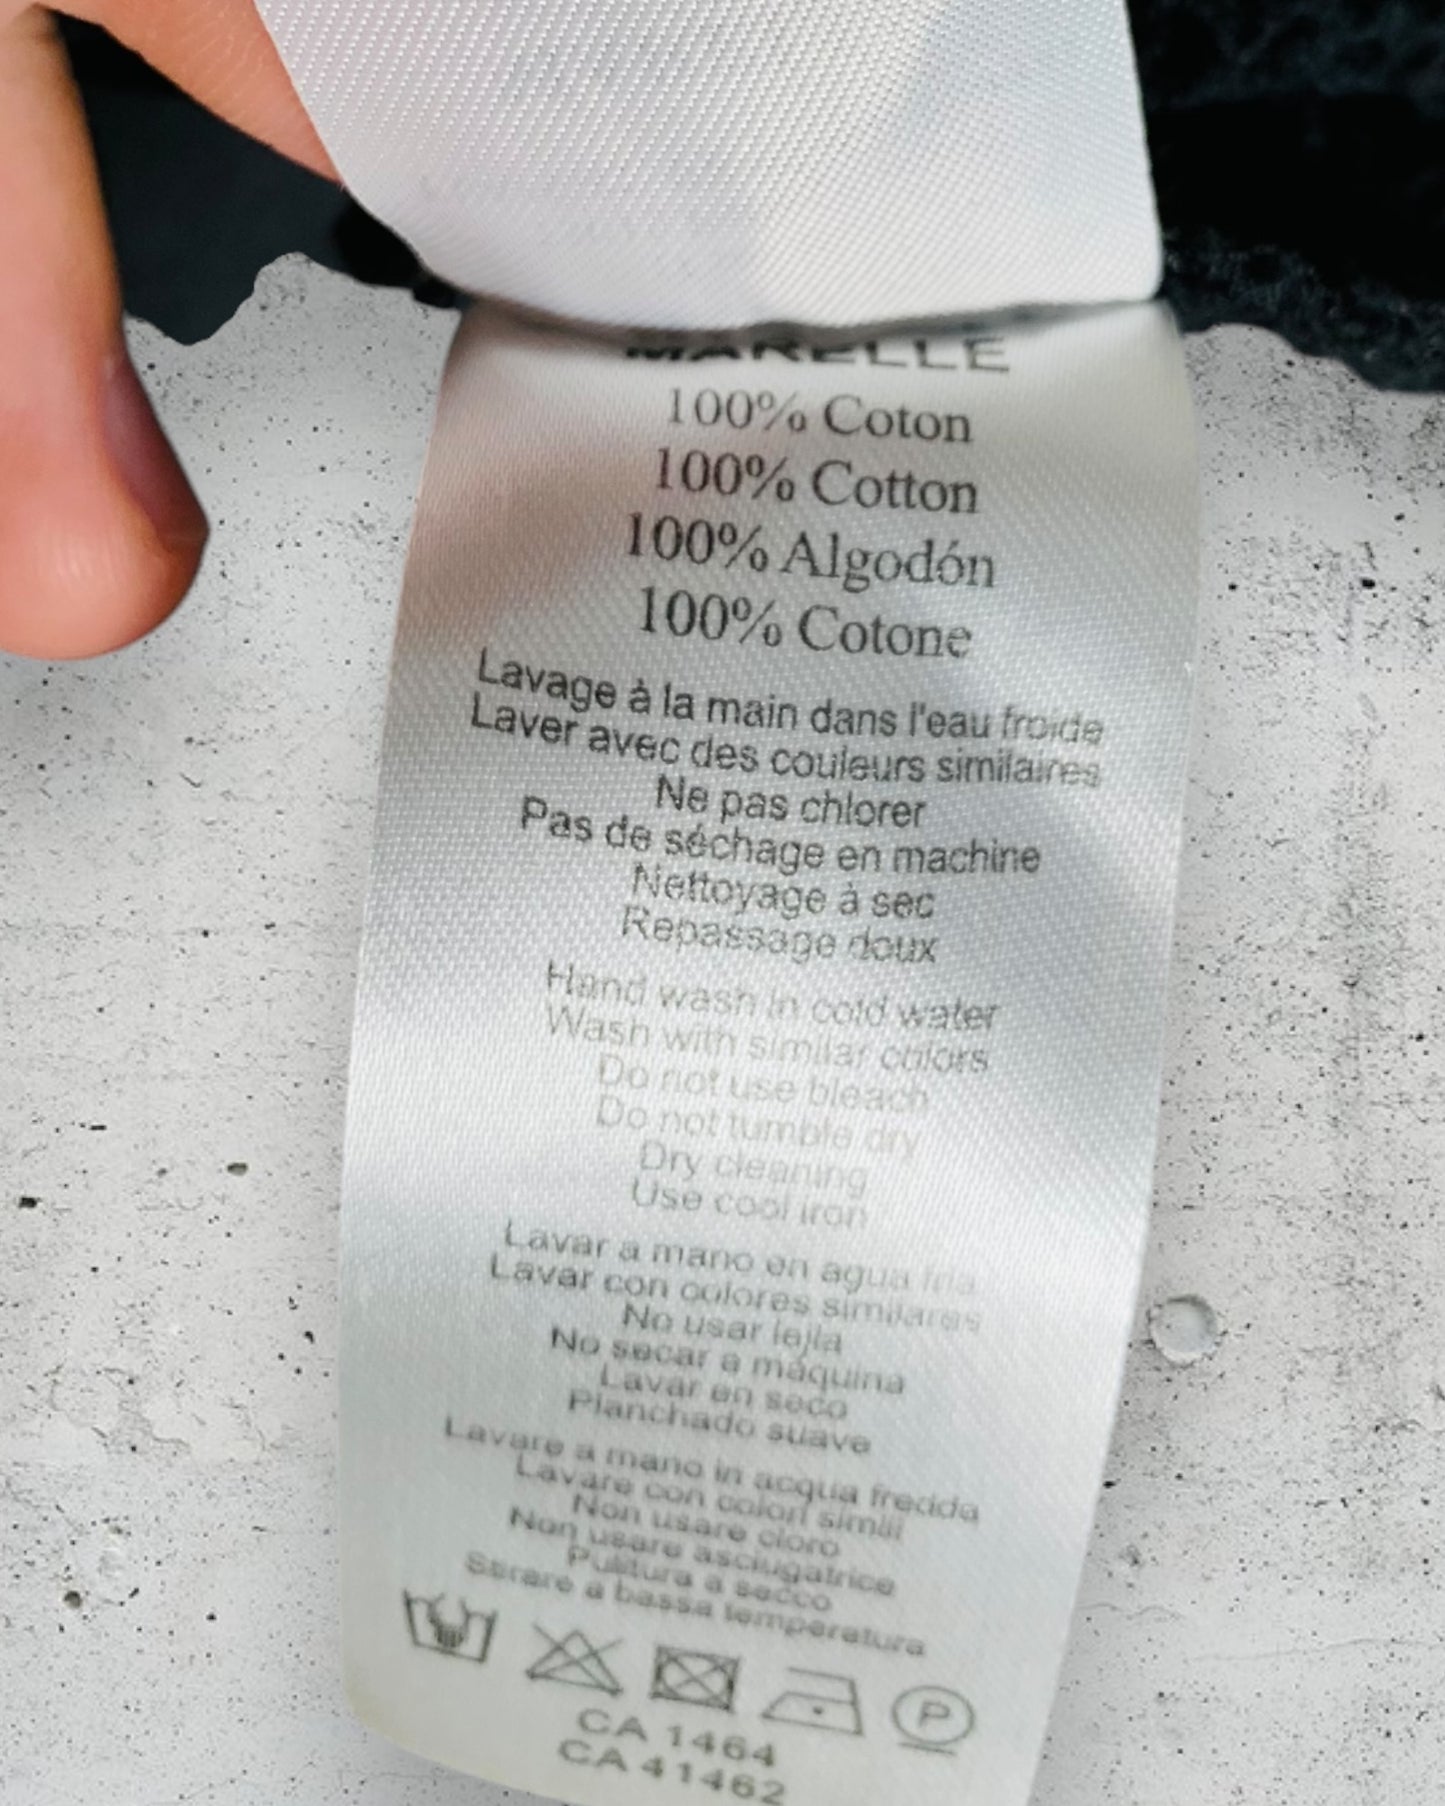 MARELLE
100% Coton
100% Cotton
100% Algodón
100% Cotone
Lavage à la main dans l'eau froide
Laver avec des couleurs similaires
Ne pas chlorer
Pas de séchage en machine
Nettoyage à sec
Repassage doux
Hand wash in cold water
Wash with similar colors
Do not use bleach
Do not tumble dry
Dry cleaning
Use cool iron
Lavar a mano en agua fria
Lavar con colores similares
No usar lejía
No secar a máquina
Lavar en seco
Planchado suave
Lavare a mano in acqua fredda
Lavare con colori simili
Non usare cloro
Non usare asciugatrice
Pulitura a secco
Stirare a bassa temperatura
P
CA 1464
CA 41462